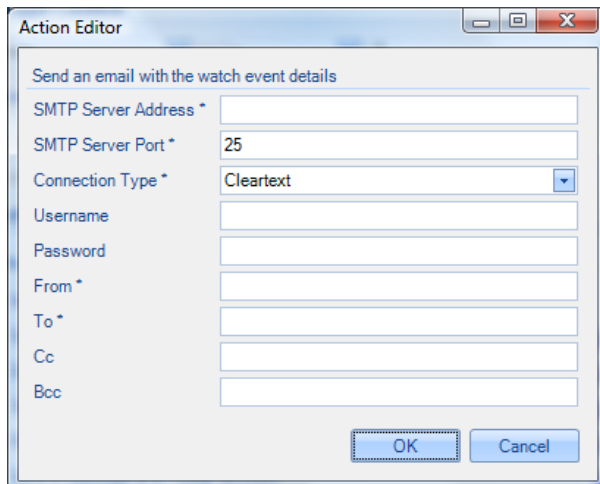 Action Editor
Send an email with the watch event details
SMTP Server Address *
SMTP Server Port * 25
Connection Type * Cleartext
Username
Password
From *
To *
Cc
Bcc
OK Cancel